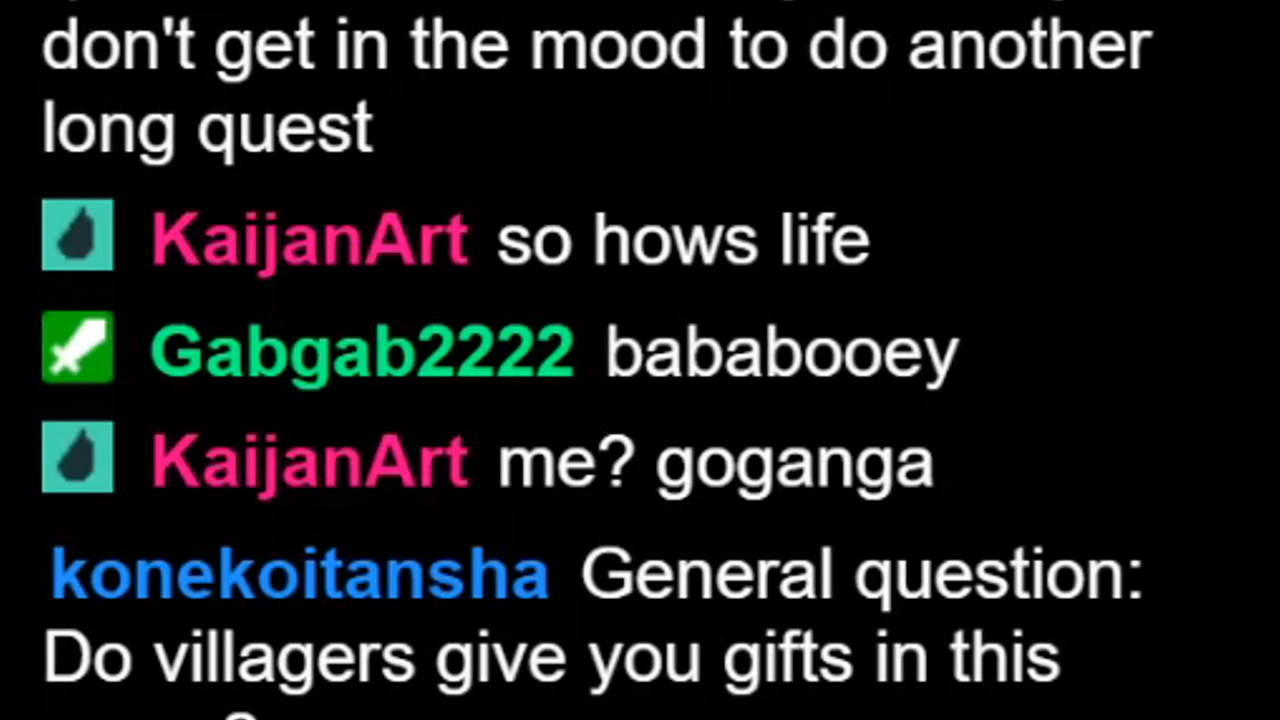 don't get in the mood to do another
long quest
KaijanArt so hows life
Gabgab2222 bababooey
KaijanArt me? goganga
konekoitansha General question:
Do villagers give you gifts in this